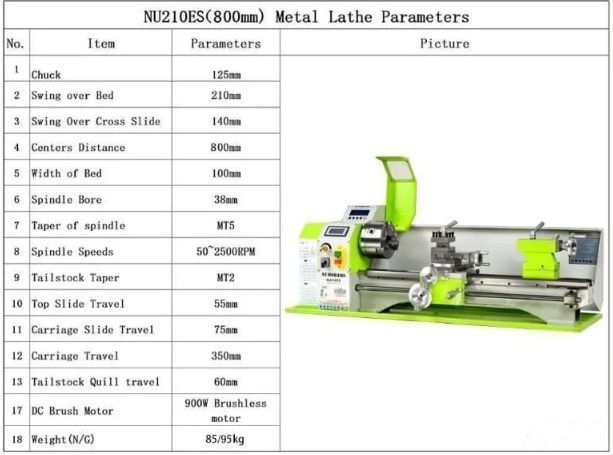 NU210ES(800mm) Metal Lathe Parameters
No. Item Parameters Picture
1 Chuck 125mm
2 Swing over Bed 210mm
3 Swing Over Cross Slide 140mm
4 Centers Distance 800mm
5 Width of Bed 100mm
6 Spindle Bore 38mm
7 Taper of spindle MT5
8 Spindle Speeds 50~2500RPM
9 Tailstock Taper MT2
10 Top Slide Travel 55mm
11 Carriage Slide Travel 75mm
12 Carriage Travel 350mm
13 Tailstock Quill travel 60mm
17 DC Brush Motor 900W Brushless
motor
18 Weight(N/G) 85/95kg